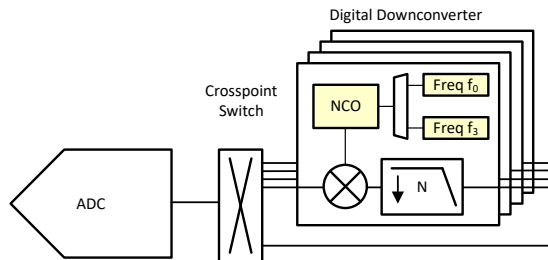 Digital Downconverter
Crosspoint
Switch
NCO
Freq f₀
Freq f₃
ADC
N